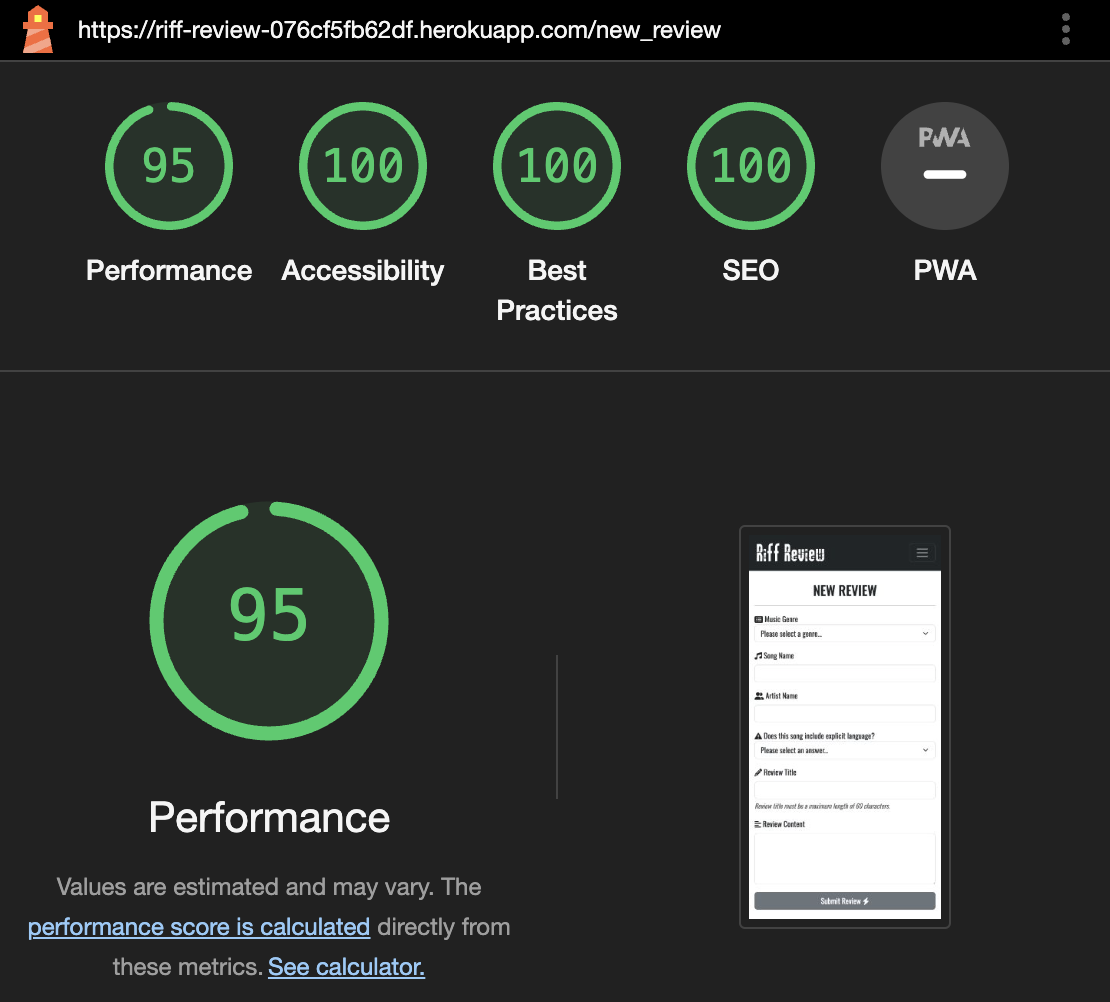 https://riff-review-076cf5fb62df.herokuapp.com/new_review
95
100
100
100
PWA
Performance
Accessibility
Best
Practices
SEO
PWA
95
Performance
Values are estimated and may vary. The
performance score is calculated directly from
these metrics. See calculator.
Riff Review
NEW REVIEW
Music Genre
Please select a genre...
Song Name
Artist Name
Does this song include explicit language?
Please select an answer...
Review Title
Review title must be a maximum length of 60 characters.
Review Content
Submit Review